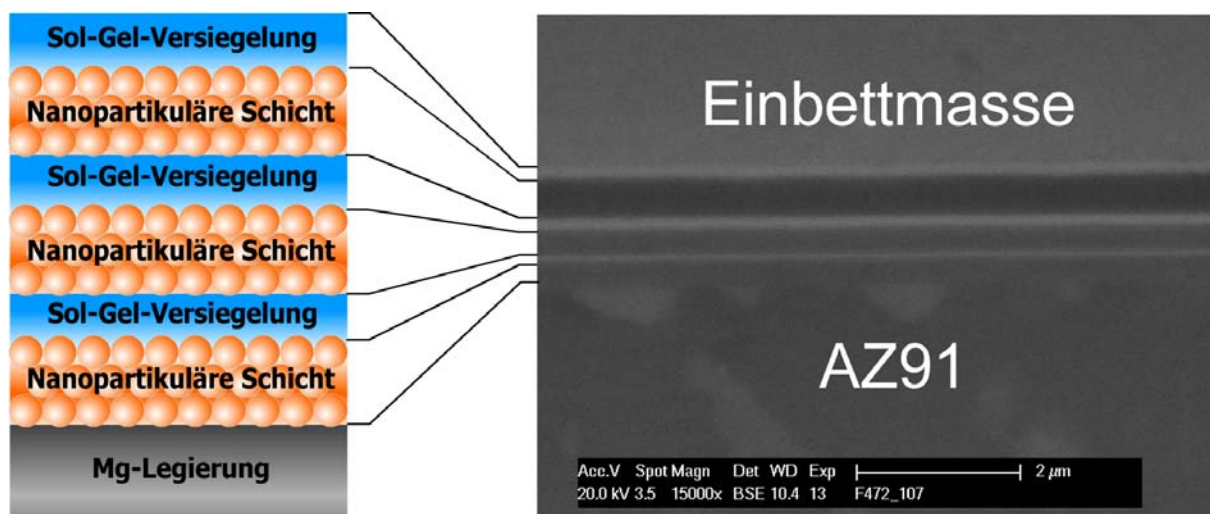 Sol-Gel-Versiegelung
Nanopartikuläre Schicht
Sol-Gel-Versiegelung
Nanopartikuläre Schicht
Sol-Gel-Versiegelung
Nanopartikuläre Schicht
Mg-Legierung
Einbettmasse
AZ91
Acc.V Spot Magn Det WD Exp 2 µm
20.0 kV 3.5 15000x BSE 10.4 13 F472_107